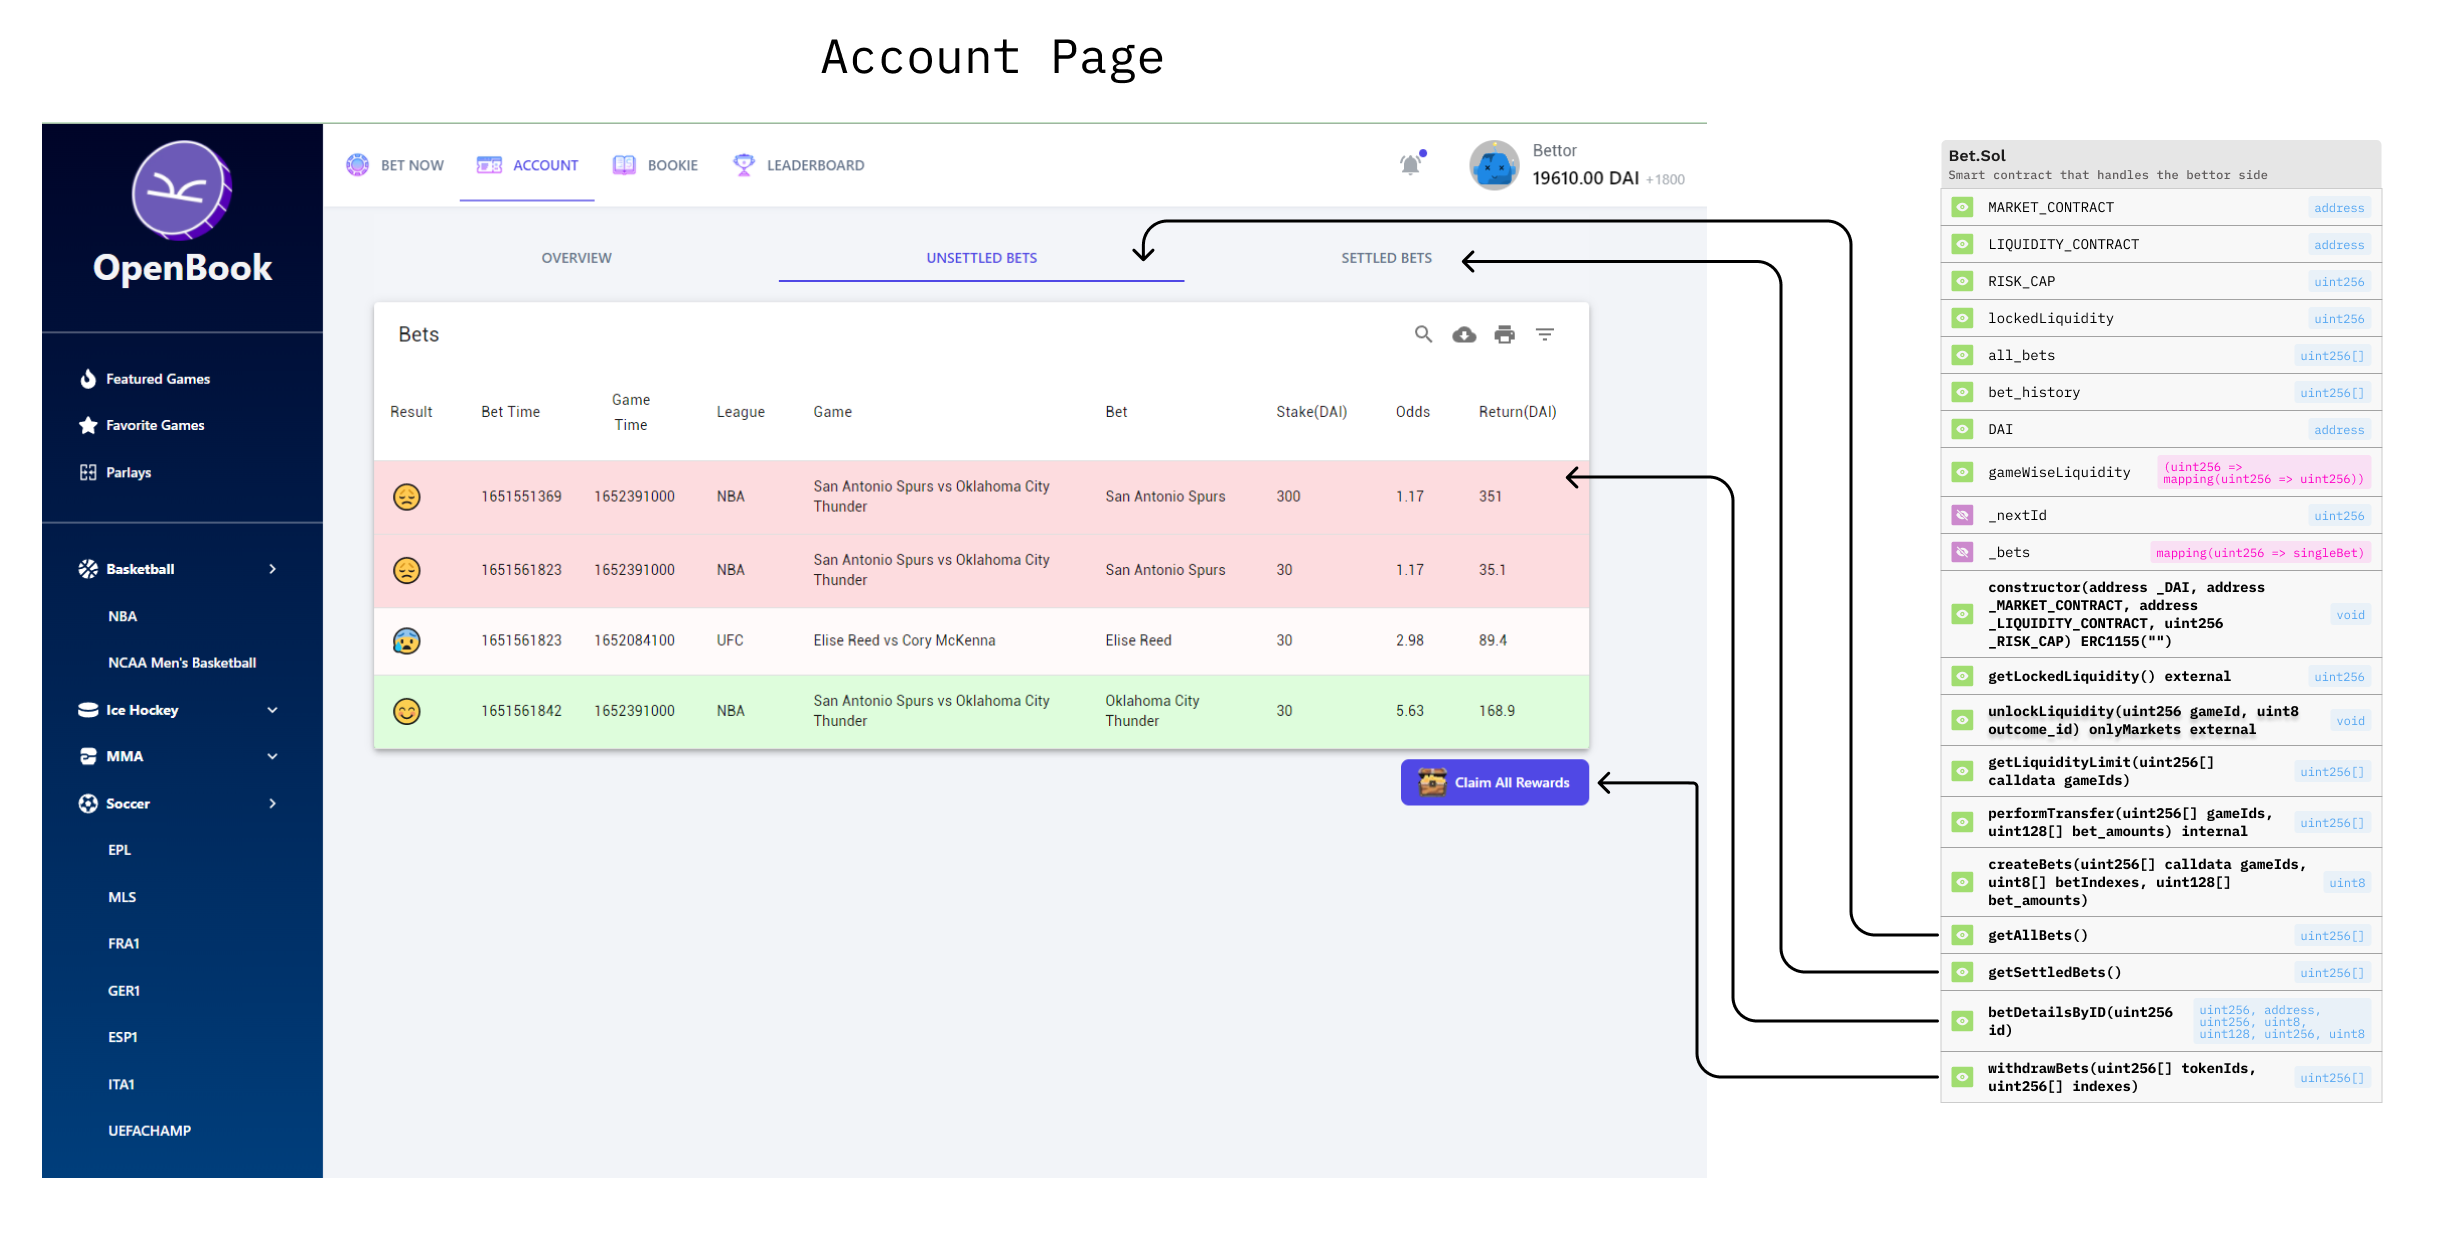 Account Page
OpenBook
Featured Games
Favorite Games
Parlays
Basketball
NBA
NCAA Men's Basketball
Ice Hockey
MMA
Soccer
EPL
MLS
FRA1
GER1
ESP1
ITA1
UEFACHAMP
BET NOW
ACCOUNT
BOOKIE
LEADERBOARD
Bettor
19610.00 DAI +1800
OVERVIEW
UNSETTLED BETS
SETTLED BETS
Bets
Result Bet Time Game Time League Game Bet Stake(DAI) Odds Return(DAI)
1651551369 1652391000 NBA San Antonio Spurs vs Oklahoma City Thunder San Antonio Spurs 300 1.17 351
1651561823 1652391000 NBA San Antonio Spurs vs Oklahoma City Thunder San Antonio Spurs 30 1.17 35.1
1651561823 1652084100 UFC Elise Reed vs Cory McKenna Elise Reed 30 2.98 89.4
1651561842 1652391000 NBA San Antonio Spurs vs Oklahoma City Thunder Oklahoma City Thunder 30 5.63 168.9
Claim All Rewards
Bet.Sol
Smart contract that handles the bettor side
MARKET_CONTRACT address
LIQUIDITY_CONTRACT address
RISK_CAP uint256
lockedLiquidity uint256
all_bets uint256[]
bet_history uint256[]
DAI address
gameWiseLiquidity (uint256 =>
mapping(uint256 => uint256))
_nextId uint256
_bets mapping(uint256 => singleBet)
constructor(address _DAI, address
_MARKET_CONTRACT, address
_LIQUIDITY_CONTRACT, uint256
_RISK_CAP) ERC1155("")
void
getLockedLiquidity() external uint256
unlockLiquidity(uint256 gameId, uint8
outcome_id) onlyMarkets external
void
getLiquidityLimit(uint256[]
calldata gameIds)
uint256[]
performTransfer(uint256[] gameIds,
uint128[] bet_amounts) internal
uint256[]
createBets(uint256[] calldata gameIds,
uint8[] betIndexes, uint128[]
bet_amounts)
uint8
getAllBets() uint256[]
getSettledBets() uint256[]
betDetailsByID(uint256
id)
uint256, address,
uint256, uint8,
uint128, uint256, uint8
withdrawBets(uint256[] tokenIds,
uint256[] indexes)
uint256[]